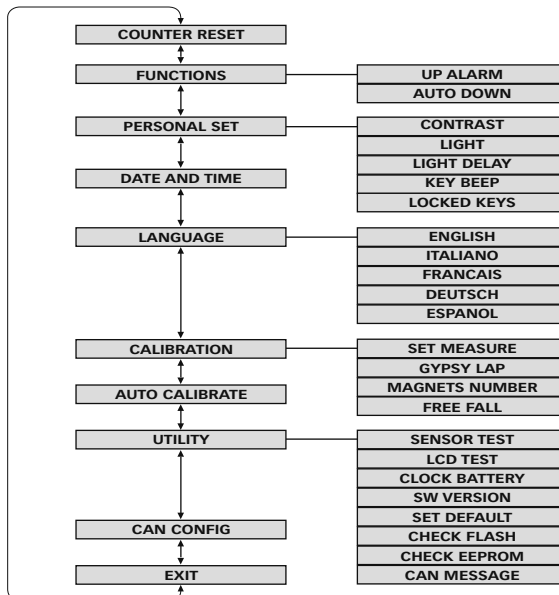 COUNTER RESET
FUNCTIONS
UP ALARM
AUTO DOWN
PERSONAL SET
CONTRAST
LIGHT
LIGHT DELAY
KEY BEEP
LOCKED KEYS
DATE AND TIME
LANGUAGE
ENGLISH
ITALIANO
FRANCAIS
DEUTSCH
ESPANOL
CALIBRATION
SET MEASURE
GYPSY LAP
MAGNETS NUMBER
FREE FALL
AUTO CALIBRATE
UTILITY
SENSOR TEST
LCD TEST
CLOCK BATTERY
SW VERSION
SET DEFAULT
CHECK FLASH
CHECK EEPROM
CAN MESSAGE
CAN CONFIG
EXIT